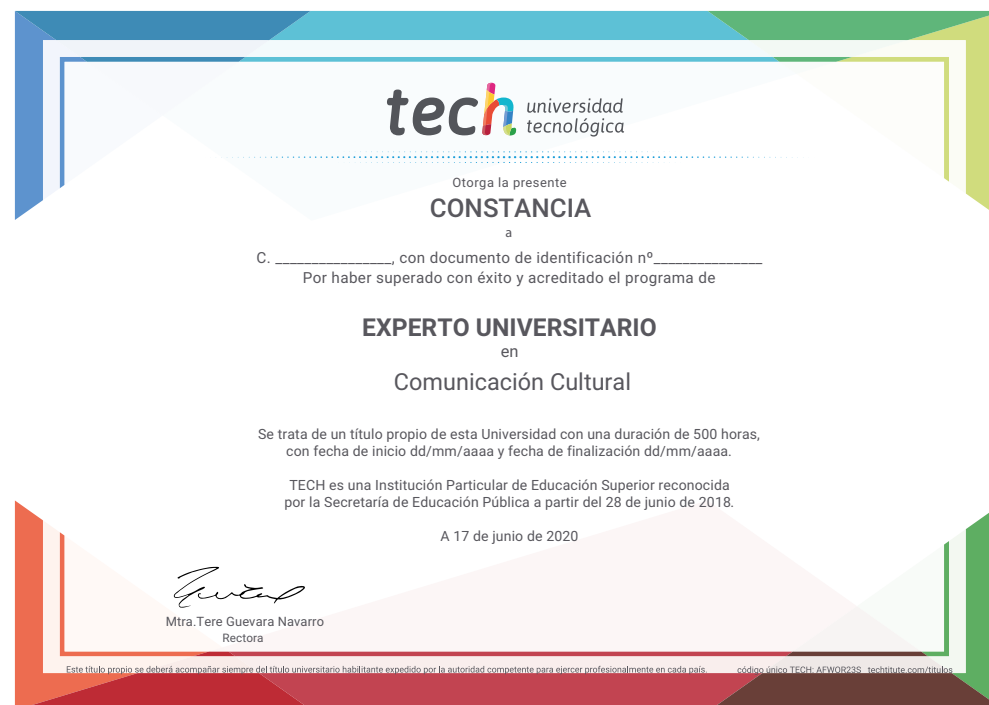 tech universidad
tecnológica
Otorga la presente
CONSTANCIA
a
C. ________________, con documento de identificación nº_______________
Por haber superado con éxito y acreditado el programa de
EXPERTO UNIVERSITARIO
en
Comunicación Cultural
Se trata de un título propio de esta Universidad con una duración de 500 horas,
con fecha de inicio dd/mm/aaaa y fecha de finalización dd/mm/aaaa.
TECH es una Institución Particular de Educación Superior reconocida
por la Secretaría de Educación Pública a partir del 28 de junio de 2018.
A 17 de junio de 2020
Mtra.Tere Guevara Navarro
Rectora
Este título propio se deberá acompañar siempre del título universitario habilitante expedido por la autoridad competente para ejercer profesionalmente en cada país. código único TECH: AFWOR23S techtitute.com/titulos